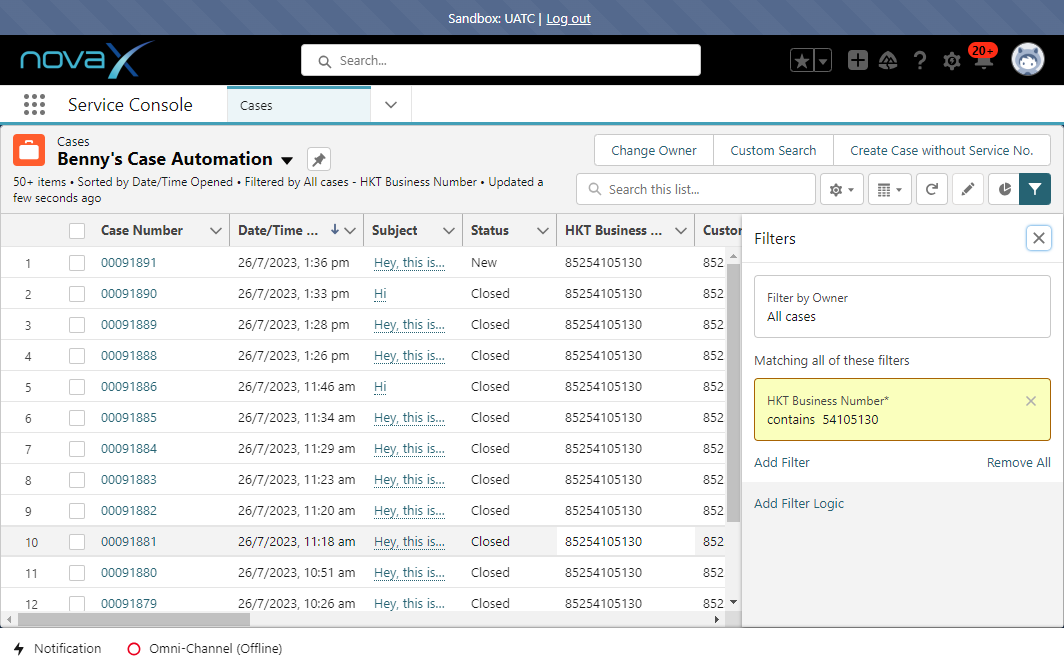 Sandbox: UATC | Log out
novaX
Search...
20+
Service Console
Cases
Cases
Benny's Case Automation
Change Owner
Custom Search
Create Case without Service No.
50+ items • Sorted by Date/Time Opened • Filtered by All cases - HKT Business Number • Updated a
few seconds ago
Search this list...
Case Number Date/Time ... Subject Status HKT Business ... Custor
1 00091891 26/7/2023, 1:36 pm Hey, this is... New 85254105130 852
2 00091890 26/7/2023, 1:33 pm Hi Closed 85254105130 852
3 00091889 26/7/2023, 1:28 pm Hey, this is... Closed 85254105130 852
4 00091888 26/7/2023, 1:26 pm Hey, this is... Closed 85254105130 852
5 00091886 26/7/2023, 11:46 am Hi Closed 85254105130 852
6 00091885 26/7/2023, 11:34 am Hey, this is... Closed 85254105130 852
7 00091884 26/7/2023, 11:29 am Hey, this is... Closed 85254105130 852
8 00091883 26/7/2023, 11:23 am Hey, this is... Closed 85254105130 852
9 00091882 26/7/2023, 11:20 am Hey, this is... Closed 85254105130 852
10 00091881 26/7/2023, 11:18 am Hey, this is... Closed 85254105130 852
11 00091880 26/7/2023, 10:51 am Hey, this is... Closed 85254105130 852
12 00091879 26/7/2023, 10:26 am Hey, this is... Closed 85254105130 852
Filters
Filter by Owner
All cases
Matching all of these filters
HKT Business Number*
contains 54105130
Add Filter
Remove All
Add Filter Logic
Notification
Omni-Channel (Offline)